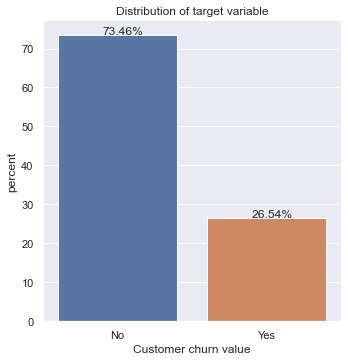 Distribution of target variable
73.46%
26.54%
70
60
50
40
30
20
10
0
percent
No Yes
Customer churn value